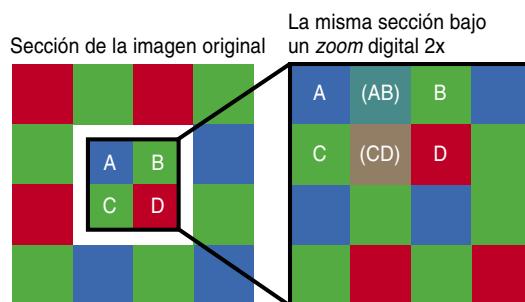 Sección de la imagen original
La misma sección bajo
un zoom digital 2x
A B
C D
A (AB) B
C (CD) D